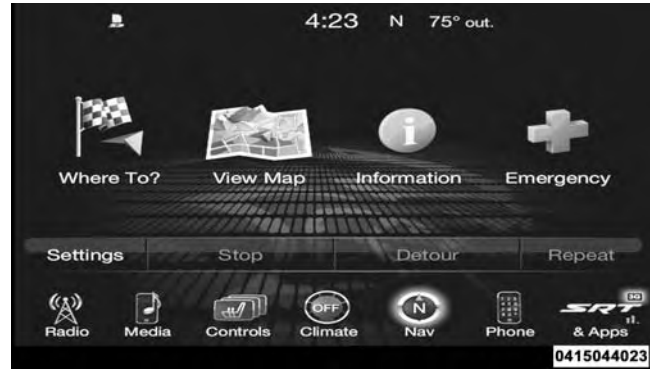 4:23 N 75° out.
Where To? View Map Information Emergency
Settings Stop Detour Repeat
OFF N 3G
SRT
Radio Media Controls Climate Nav Phone & Apps
0415044023